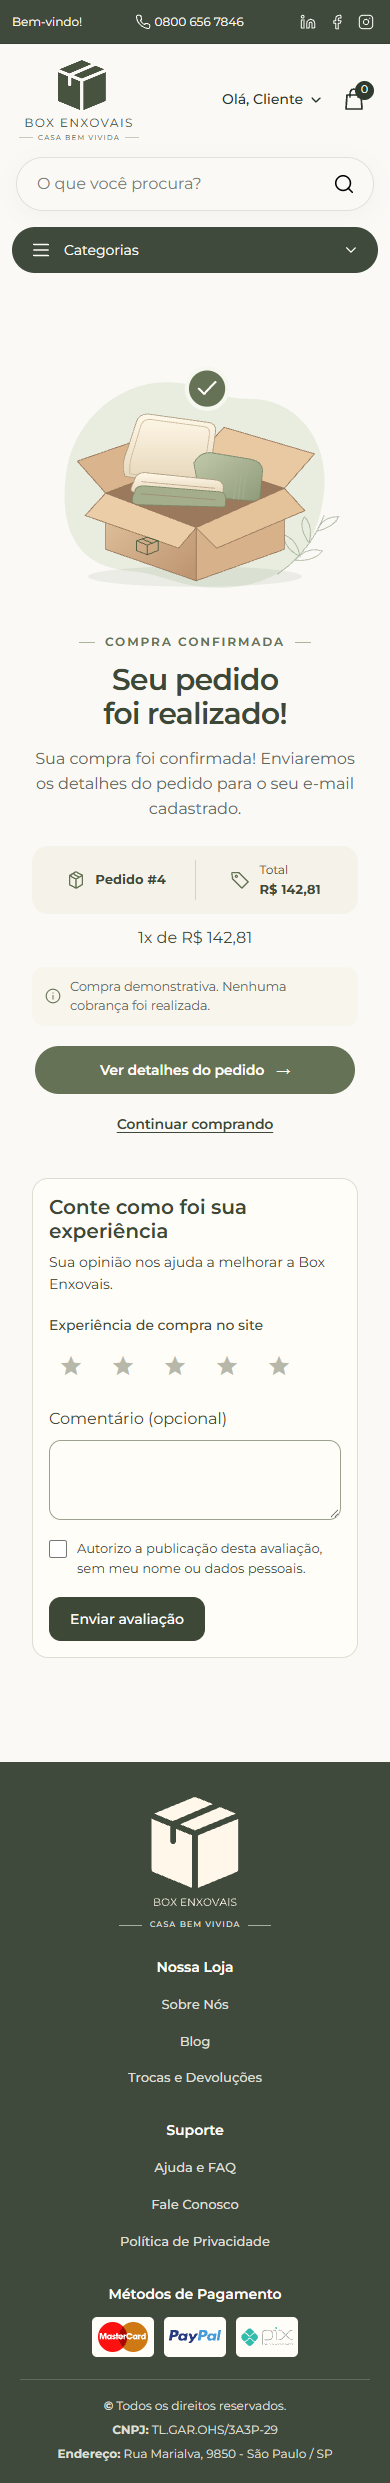 Bem-vindo!
0800 656 7846
BOX ENXOVAIS
CASA BEM VIVIDA
Olá, Cliente
0
O que você procura?
Categorias
COMPRA CONFIRMADA
Seu pedido
foi realizado!
Sua compra foi confirmada! Enviaremos
os detalhes do pedido para o seu e-mail
cadastrado.
Pedido #4
Total
R$ 142,81
1x de R$ 142,81
Compra demonstrativa. Nenhuma
cobrança foi realizada.
Ver detalhes do pedido →
Continuar comprando
Conte como foi sua
experiência
Sua opinião nos ajuda a melhorar a Box
Enxovais.
Experiência de compra no site
Comentário (opcional)
Autorizo a publicação desta avaliação,
sem meu nome ou dados pessoais.
Enviar avaliação
BOX ENXOVAIS
CASA BEM VIVIDA
Nossa Loja
Sobre Nós
Blog
Trocas e Devoluções
Suporte
Ajuda e FAQ
Fale Conosco
Política de Privacidade
Métodos de Pagamento
MasterCard
PayPal
pix
© Todos os direitos reservados.
CNPJ: TL.GAR.OHS/3A3P-29
Endereço: Rua Marialva, 9850 - São Paulo / SP